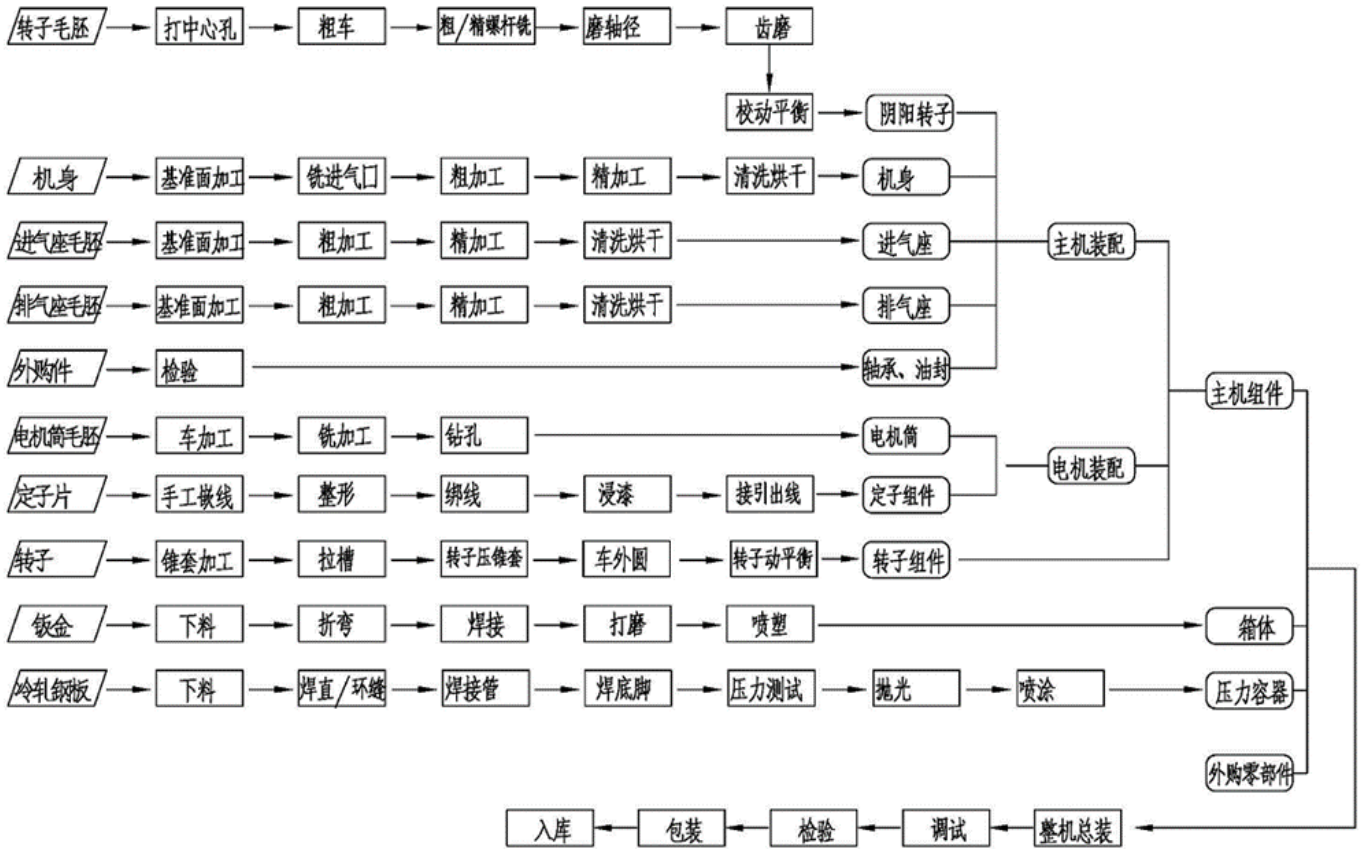 转子毛胚 打中心孔 粗车 粗/精螺杆铣 磨轴径 齿磨
校动平衡 阴阳转子
机身 基准面加工 铣进气口 粗加工 精加工 清洗烘干 机身
进气座毛胚 基准面加工 粗加工 精加工 清洗烘干 进气座 主机装配
排气座毛胚 基准面加工 粗加工 精加工 清洗烘干 排气座
外购件 检验 轴承、油封
主机组件
电机筒毛胚 车加工 铣加工 钻孔 电机筒
电机装配
定子片 手工嵌线 整形 绑线 浸漆 接引出线 定子组件
转子 锥套加工 拉槽 转子压锥套 车外圆 转子动平衡 转子组件
钣金 下料 折弯 焊接 打磨 喷塑 箱体
冷轧钢板 下料 焊直/环缝 焊接管 焊底脚 压力测试 抛光 喷涂 压力容器
外购零部件
入库 包装 检验 调试 整机总装